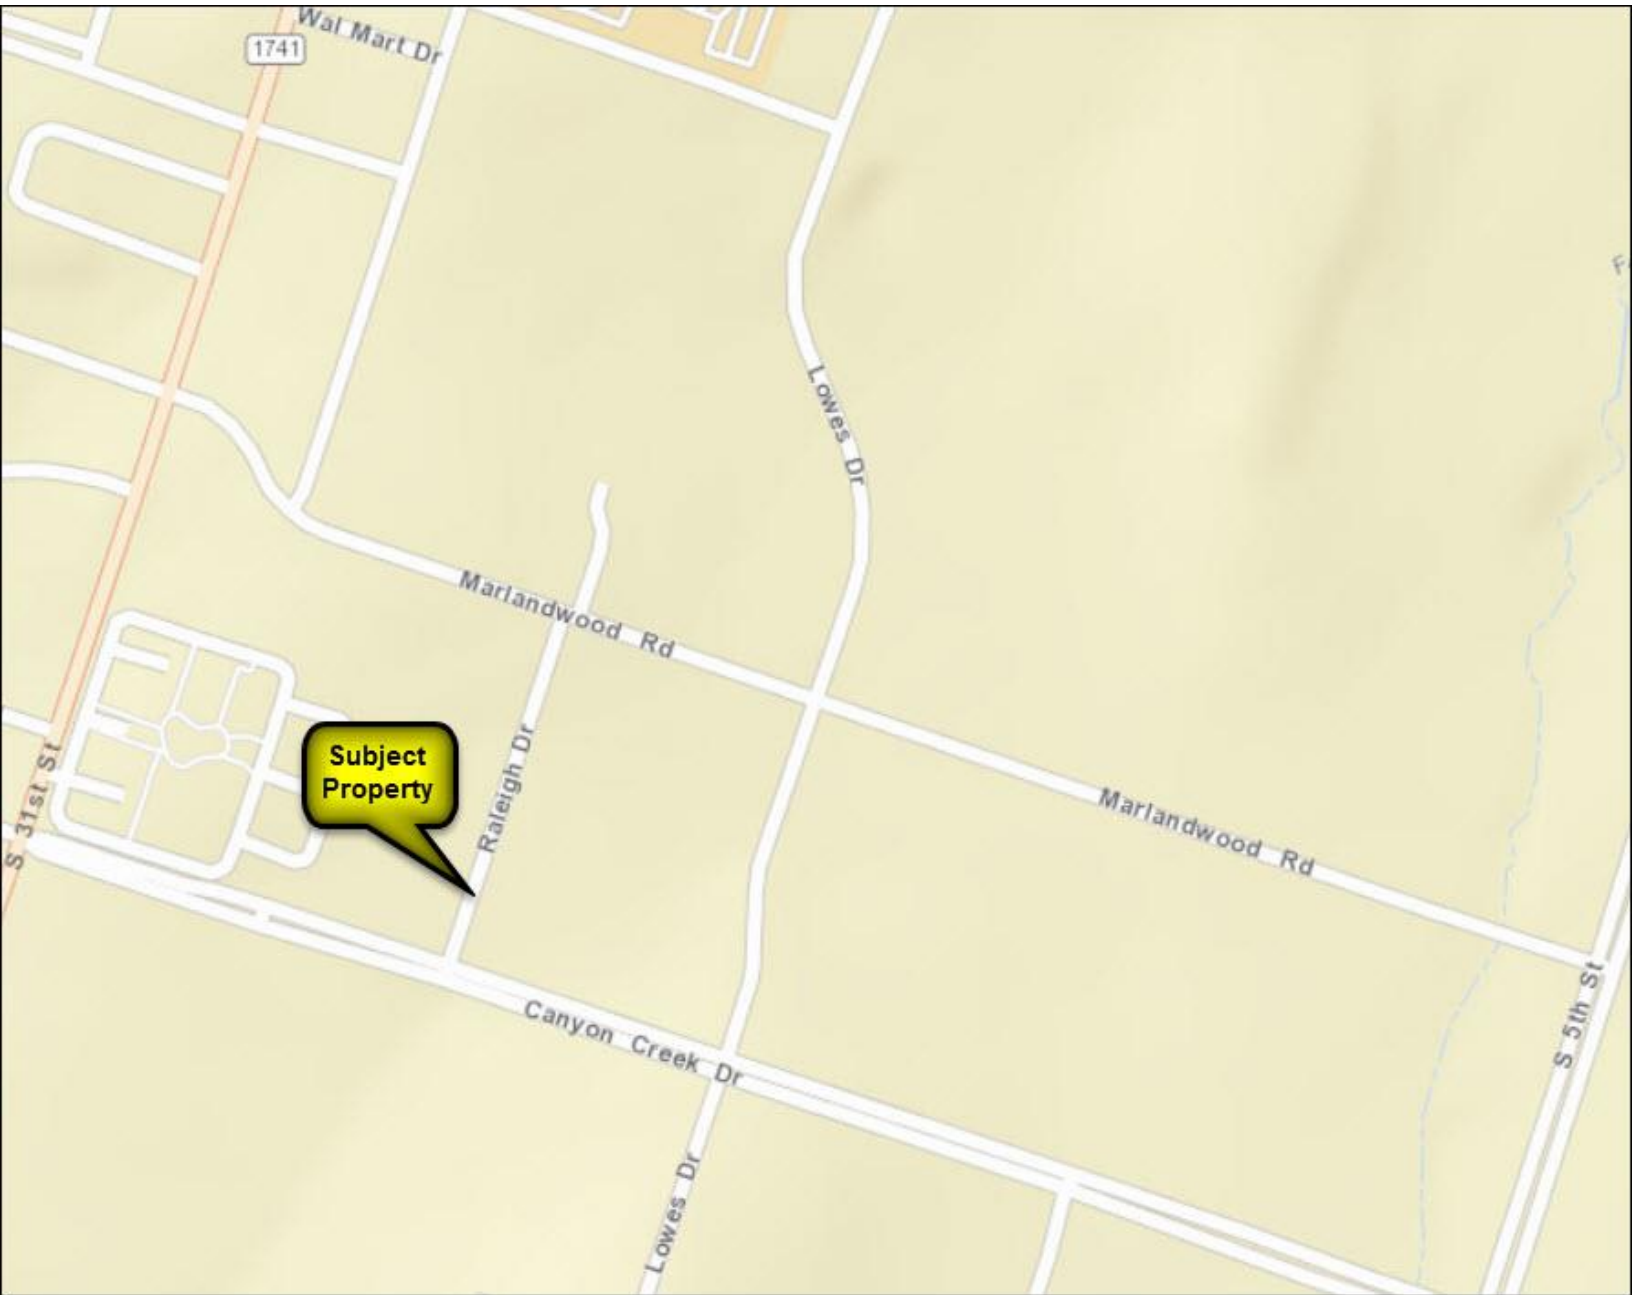 Wal Mart Dr
1741
Lowes Dr
Marlandwood Rd
Subject
Property
Raleigh Dr
S 31st St
Marlandwood Rd
S 5th St
Canyon Creek Dr
Lowes Dr